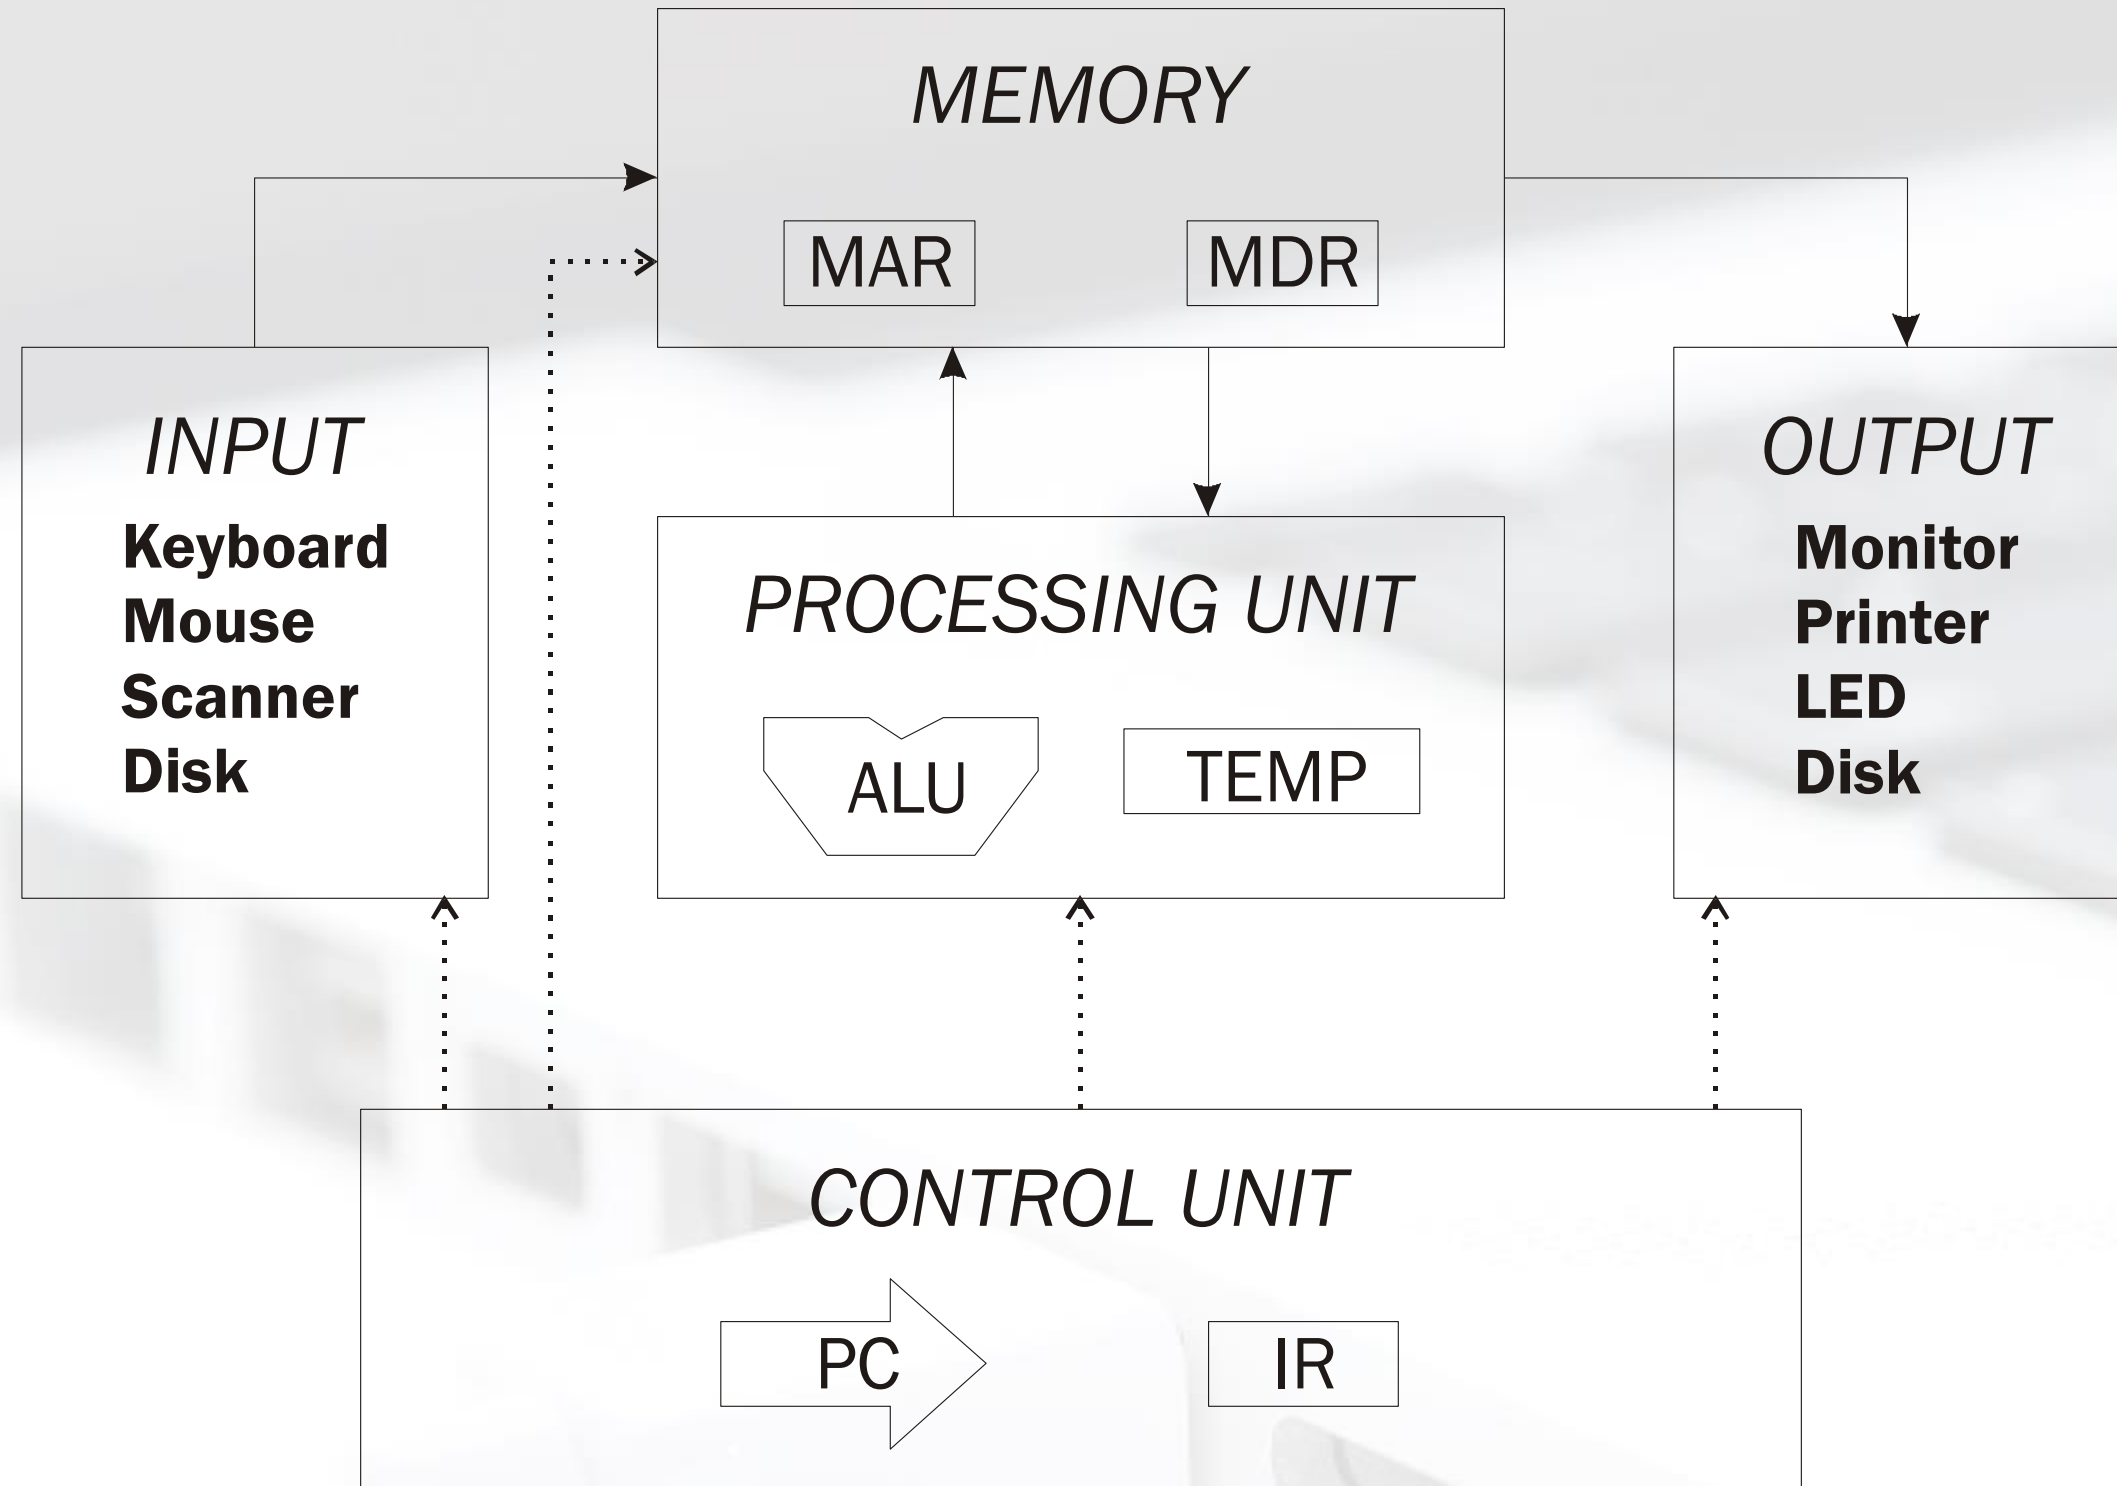 MEMORY
MAR
MDR
INPUT
Keyboard
Mouse
Scanner
Disk
PROCESSING UNIT
ALU
TEMP
OUTPUT
Monitor
Printer
LED
Disk
CONTROL UNIT
PC
IR